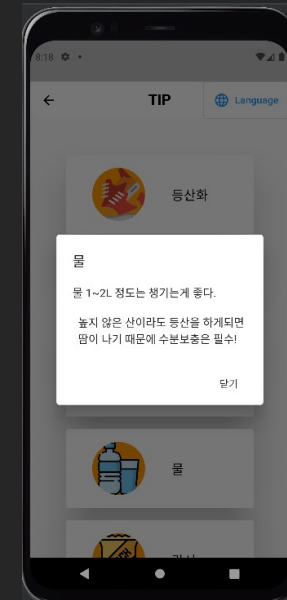 8:18
TIP
Language
등산화
물
물 1~2L 정도는 챙기는게 좋다.
높지 않은 산이라도 등산을 하게되면
땀이 나기 때문에 수분보충은 필수!
닫기
물